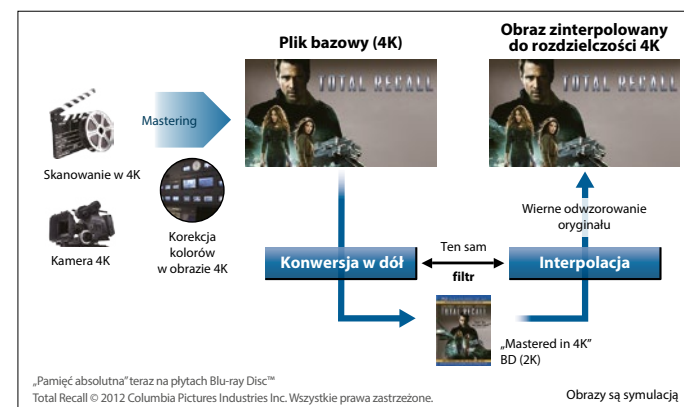 Plik bazowy (4K)
Obraz zinterpolowany
do rozdzielczości 4K
TOTAL RECALL
TOTAL RECALL
Mastering
Skanowanie w 4K
Kamera 4K
Korekcja
kolorów
w obrazie 4K
Wierne odwzorowanie
oryginału
Konwersja w dół
Ten sam
filtr
Interpolacja
TOTAL RECALL
„Mastered in 4K”
BD (2K)
„Pamięć absolutna” teraz na płytach Blu-ray Disc™
Total Recall © 2012 Columbia Pictures Industries Inc. Wszystkie prawa zastrzeżone.
Obrazy są symulacją